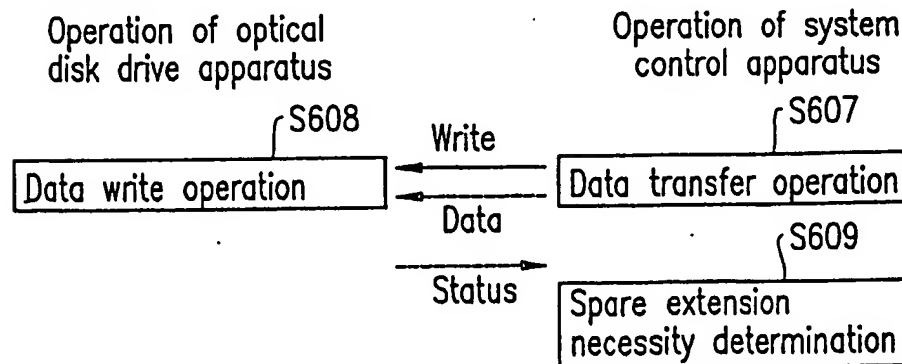 Operation of optical
disk drive apparatus
Operation of system
control apparatus
S608
S607
Write
Data write operation
Data transfer operation
Data
S609
Status
Spare extension
necessity determination